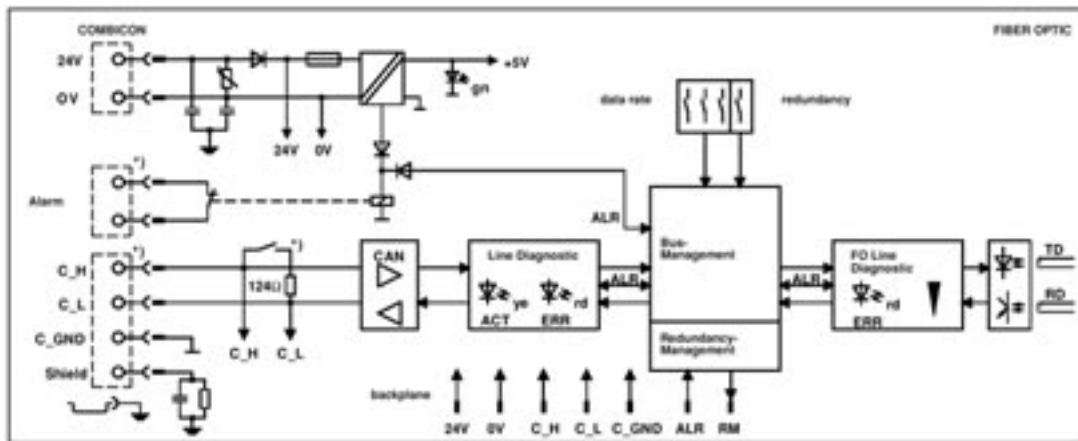 COMBICON
FIBER OPTIC
24V
+5V
gn
0V
data rate
redundancy
24V
0V
*)
Alarm
ALR
*)
Bus-
Management
*)
CAN
Line Diagnostic
FO Line
Diagnostic
TD
C_H
124Ω
ALR
ALR
ye
rd
rd
RD
C_L
ACT
ERR
ERR
C_GND
C_H
C_L
Redundancy-
Management
Shield
backplane
24V
0V
C_H
C_L
C_GND
ALR
RM